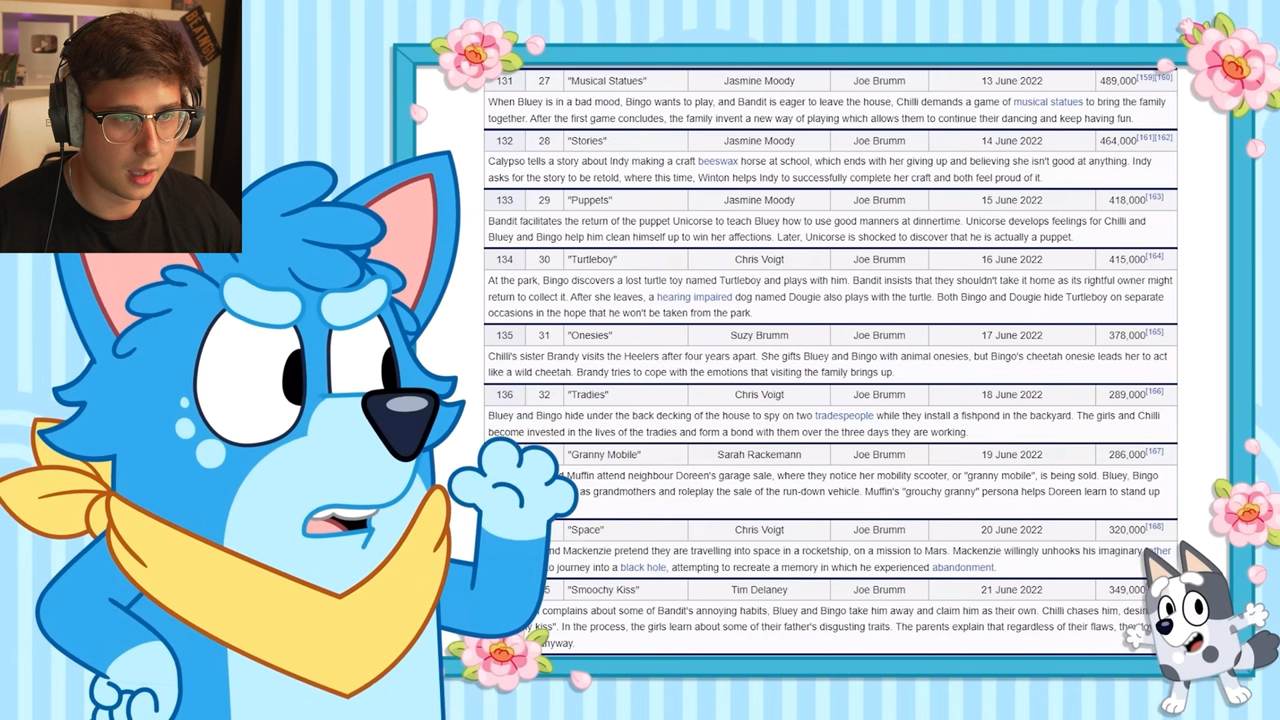 BEATNGU
131 27 "Musical Statues" Jasmine Moody Joe Brumm 13 June 2022 489,000[159][160]
When Bluey is in a bad mood, Bingo wants to play, and Bandit is eager to leave the house, Chilli demands a game of musical statues to bring the family
together. After the first game concludes, the family invent a new way of playing which allows them to continue their dancing and keep having fun.
132 28 "Stories" Jasmine Moody Joe Brumm 14 June 2022 464,000[161][162]
Calypso tells a story about Indy making a craft beeswax horse at school, which ends with her giving up and believing she isn't good at anything. Indy
asks for the story to be retold, where this time, Winton helps Indy to successfully complete her craft and both feel proud of it.
133 29 "Puppets" Jasmine Moody Joe Brumm 15 June 2022 418,000[163]
Bandit facilitates the return of the puppet Unicorse to teach Bluey how to use good manners at dinnertime. Unicorse develops feelings for Chilli and
Bluey and Bingo help him clean himself up to win her affections. Later, Unicorse is shocked to discover that he is actually a puppet.
134 30 "Turtleboy" Chris Voigt Joe Brumm 16 June 2022 415,000[164]
At the park, Bingo discovers a lost turtle toy named Turtleboy and plays with him. Bandit insists that they shouldn't take it home as its rightful owner might
return to collect it. After she leaves, a hearing impaired dog named Dougie also plays with the turtle. Both Bingo and Dougie hide Turtleboy on separate
occasions in the hope that he won't be taken from the park.
135 31 "Onesies" Suzy Brumm Joe Brumm 17 June 2022 378,000[165]
Chilli's sister Brandy visits the Heelers after four years apart. She gifts Bluey and Bingo with animal onesies, but Bingo's cheetah onesie leads her to act
like a wild cheetah. Brandy tries to cope with the emotions that visiting the family brings up.
136 32 "Tradies" Chris Voigt Joe Brumm 18 June 2022 289,000[166]
Bluey and Bingo hide under the back decking of the house to spy on two tradespeople while they install a fishpond in the backyard. The girls and Chilli
become invested in the lives of the tradies and form a bond with them over the three days they are working.
"Granny Mobile" Sarah Rackemann Joe Brumm 19 June 2022 286,000[167]
Muffin attend neighbour Doreen's garage sale, where they notice her mobility scooter, or "granny mobile", is being sold. Bluey, Bingo
as grandmothers and roleplay the sale of the run-down vehicle. Muffin's "grouchy granny" persona helps Doreen learn to stand up
"Space" Chris Voigt Joe Brumm 20 June 2022 320,000[168]
nd Mackenzie pretend they are travelling into space in a rocketship, on a mission to Mars. Mackenzie willingly unhooks his imaginary
o journey into a black hole, attempting to recreate a memory in which he experienced abandonment.
5 "Smoochy Kiss" Tim Delaney Joe Brumm 21 June 2022 349,000
complains about some of Bandit's annoying habits, Bluey and Bingo take him away and claim him as their own. Chilli chases him,
kiss". In the process, the girls learn about some of their father's disgusting traits. The parents explain that regardless of their flaws,
nyway.